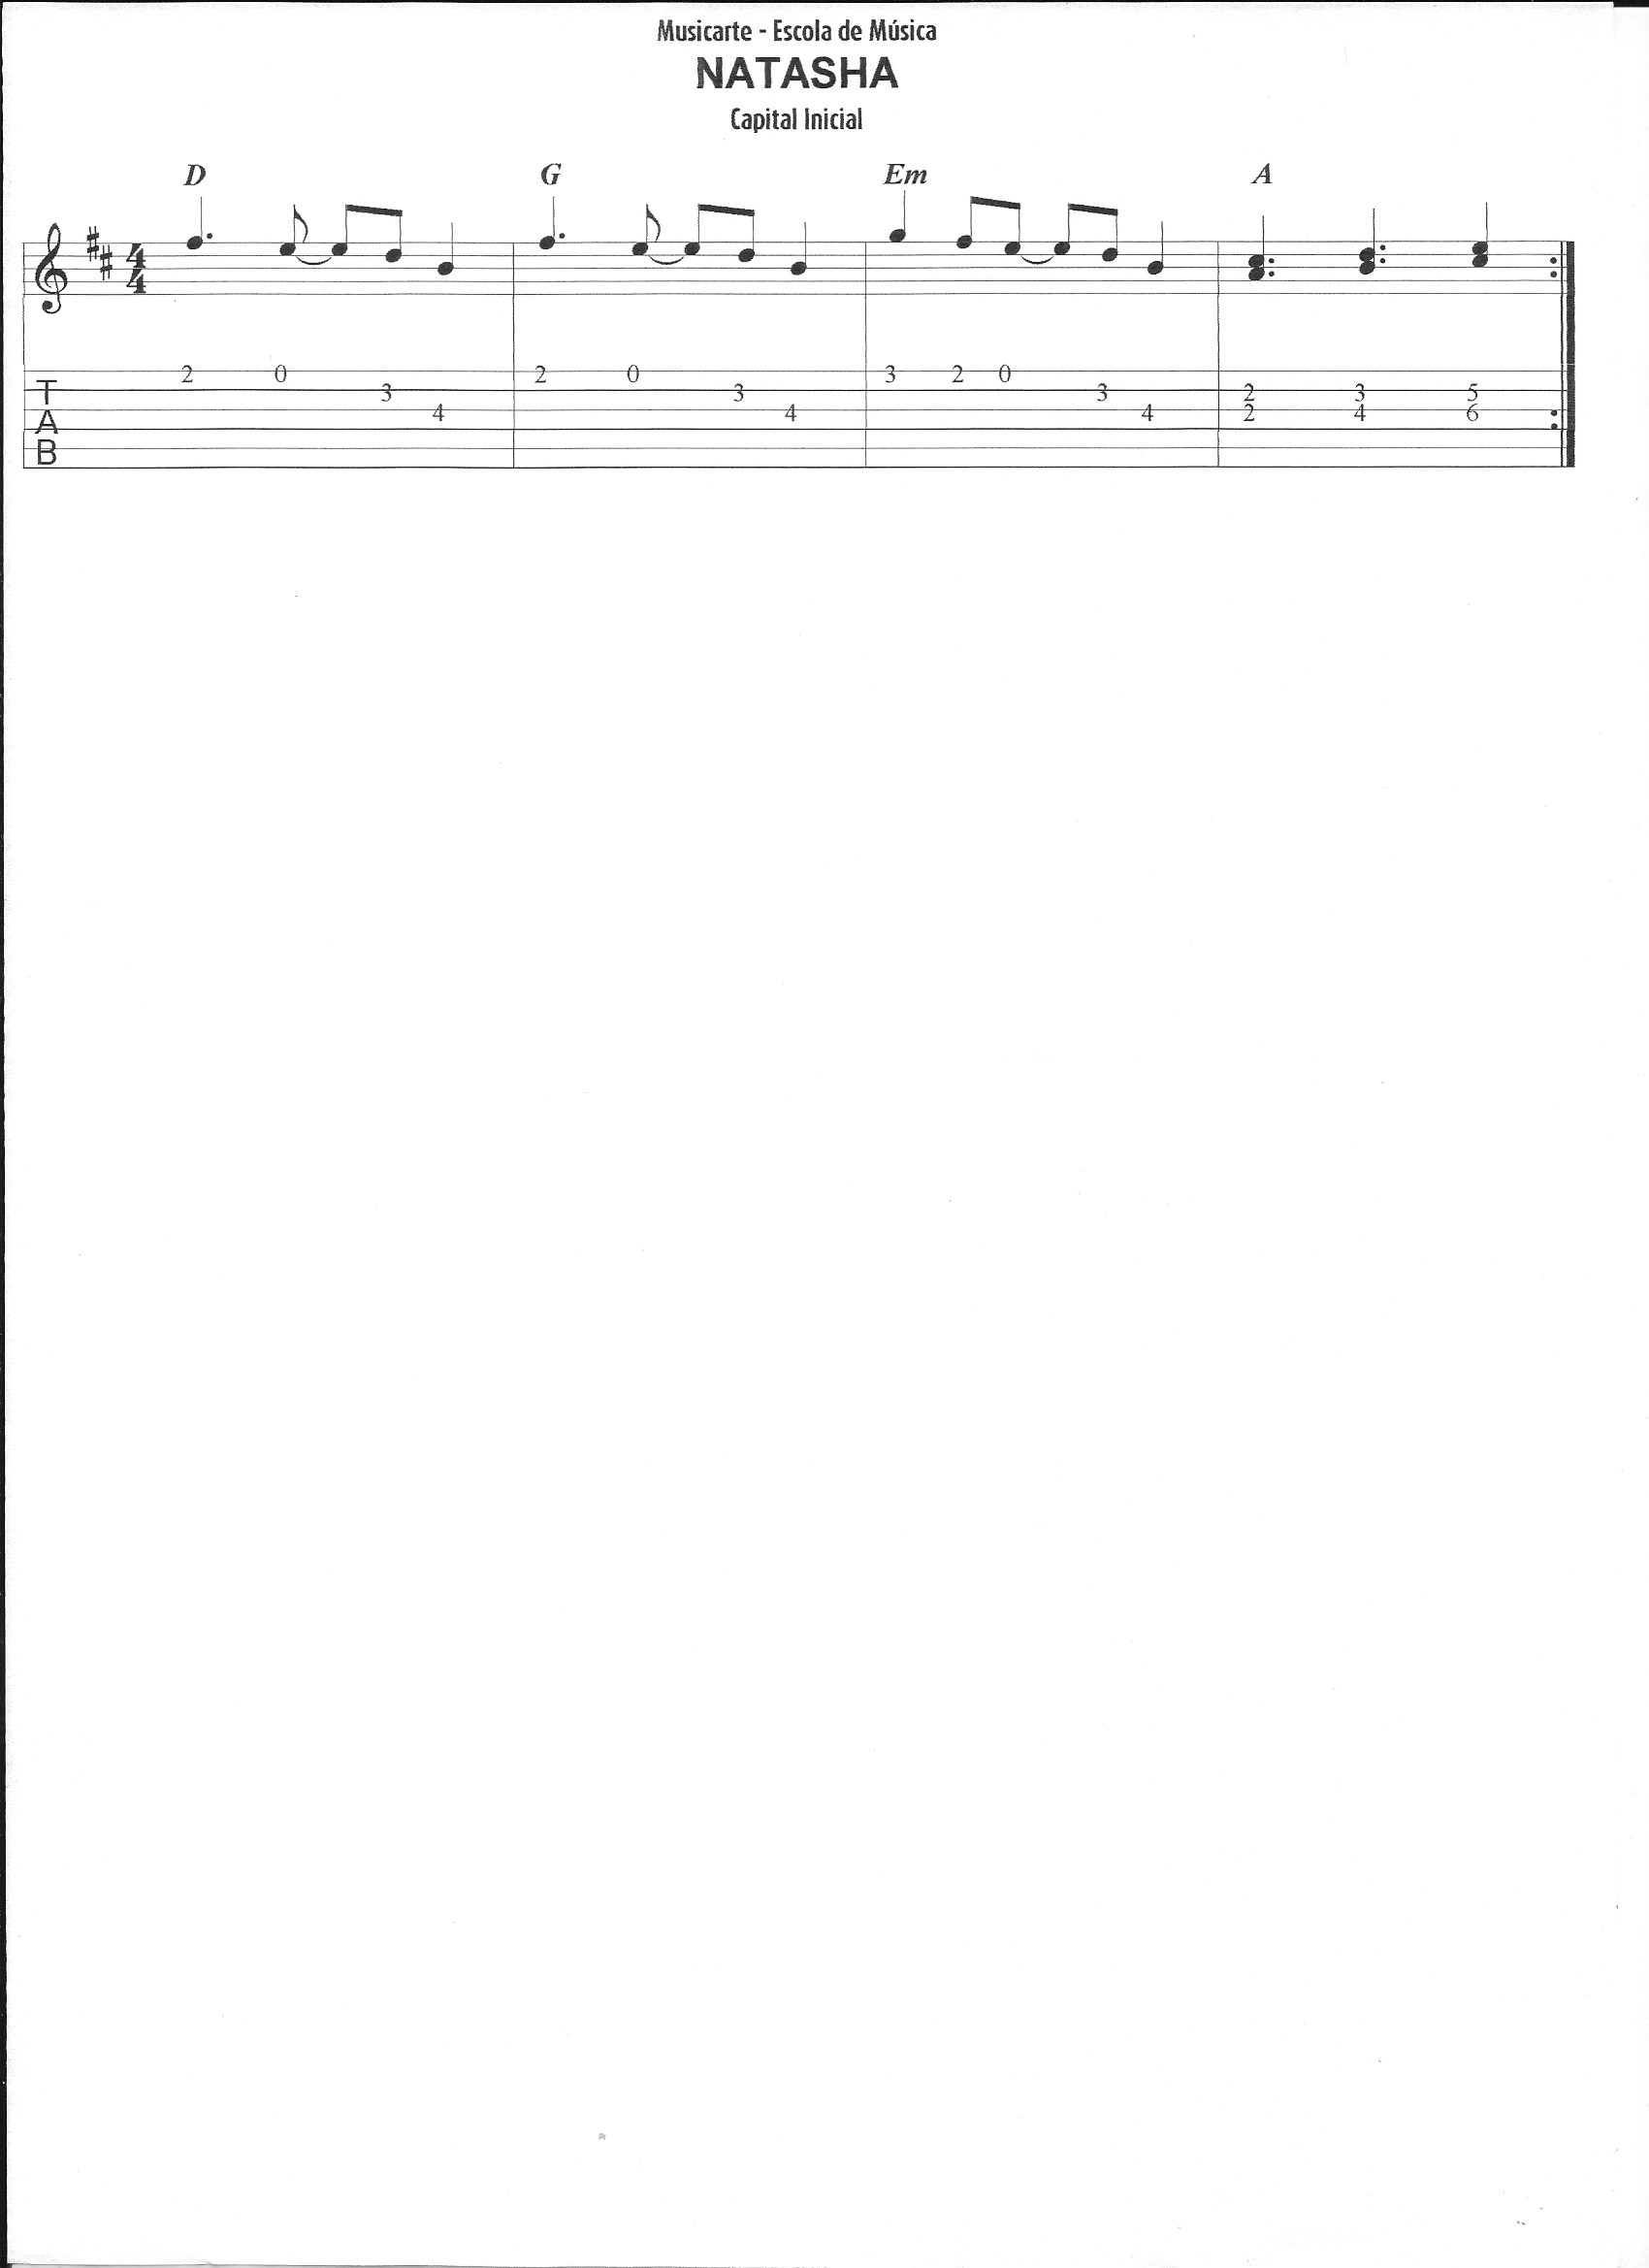 Musicarte - Escola de Música
NATASHA
Capital Inicial
D G Em A
4
4
2 0 3 4 2 0 3 4 3 2 0 3 4 2 2 3 4 5 6
T
A
B